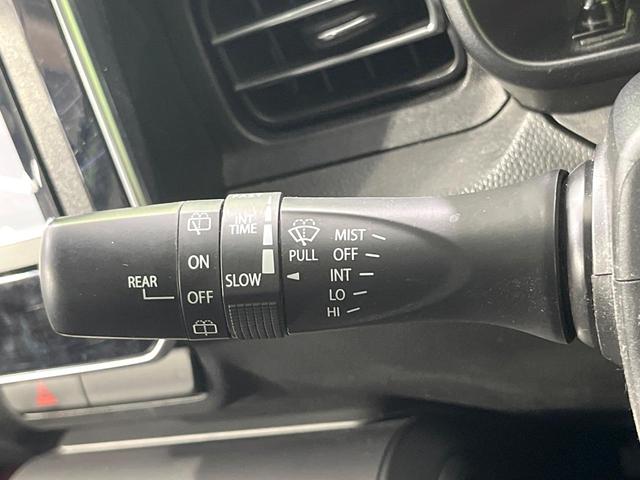 REAR
ON
OFF
INT
TIME
SLOW
PULL
MIST
OFF
INT
LO
HI